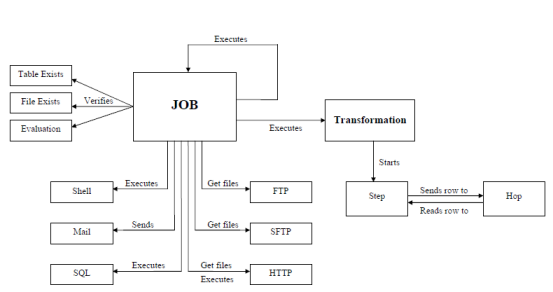 Executes
Table Exists
File Exists
Verifies
Evaluation
JOB
Executes
Transformation
Starts
Shell
Executes
Get files
FTP
Step
Sends row to
Reads row to
Hop
Mail
Sends
Get files
SFTP
SQL
Executes
Get files
Executes
HTTP